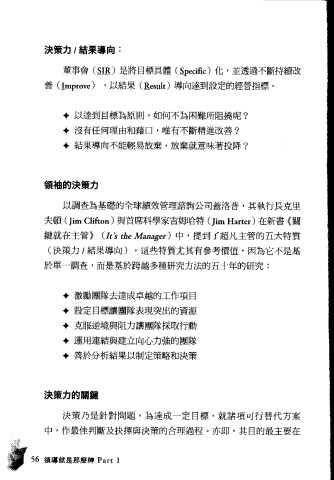 決策力 / 結果導向：
董事會（SIR）是將目標具體（Specific）化，並透過不斷持續改
善（Improve），以結果（Result）導向達到設定的經營指標。
✦ 以達到目標為原則，如何不為困難所阻撓呢？
✦ 沒有任何理由和藉口，唯有不斷精進改善？
✦ 結果導向不能輕易放棄，放棄就意味著投降？
領袖的決策力
以調查為基礎的全球績效管理諮詢公司蓋洛普，其執行長克里
夫頓（Jim Clifton）與首席科學家吉姆哈特（Jim Harter）在新書《關
鍵就在主管》（It's the Manager）中，提到了超凡主管的五大特質
（決策力 / 結果導向），這些特質尤其有參考價值，因為它不是基
於單一調查，而是基於跨越多種研究方法的五十年的研究：
✦ 激勵團隊去達成卓越的工作項目
✦ 設定目標讓團隊表現突出的資源
✦ 克服逆境與阻力讓團隊採取行動
✦ 運用連結與建立向心力強的團隊
✦ 善於分析結果以制定策略和決策
決策力的關鍵
決策乃是針對問題，為達成一定目標，就諸項可行替代方案
中，作最佳判斷及抉擇與決策的合理過程。亦即，其目的最主要在
56 領導就是那麼神 Part 1